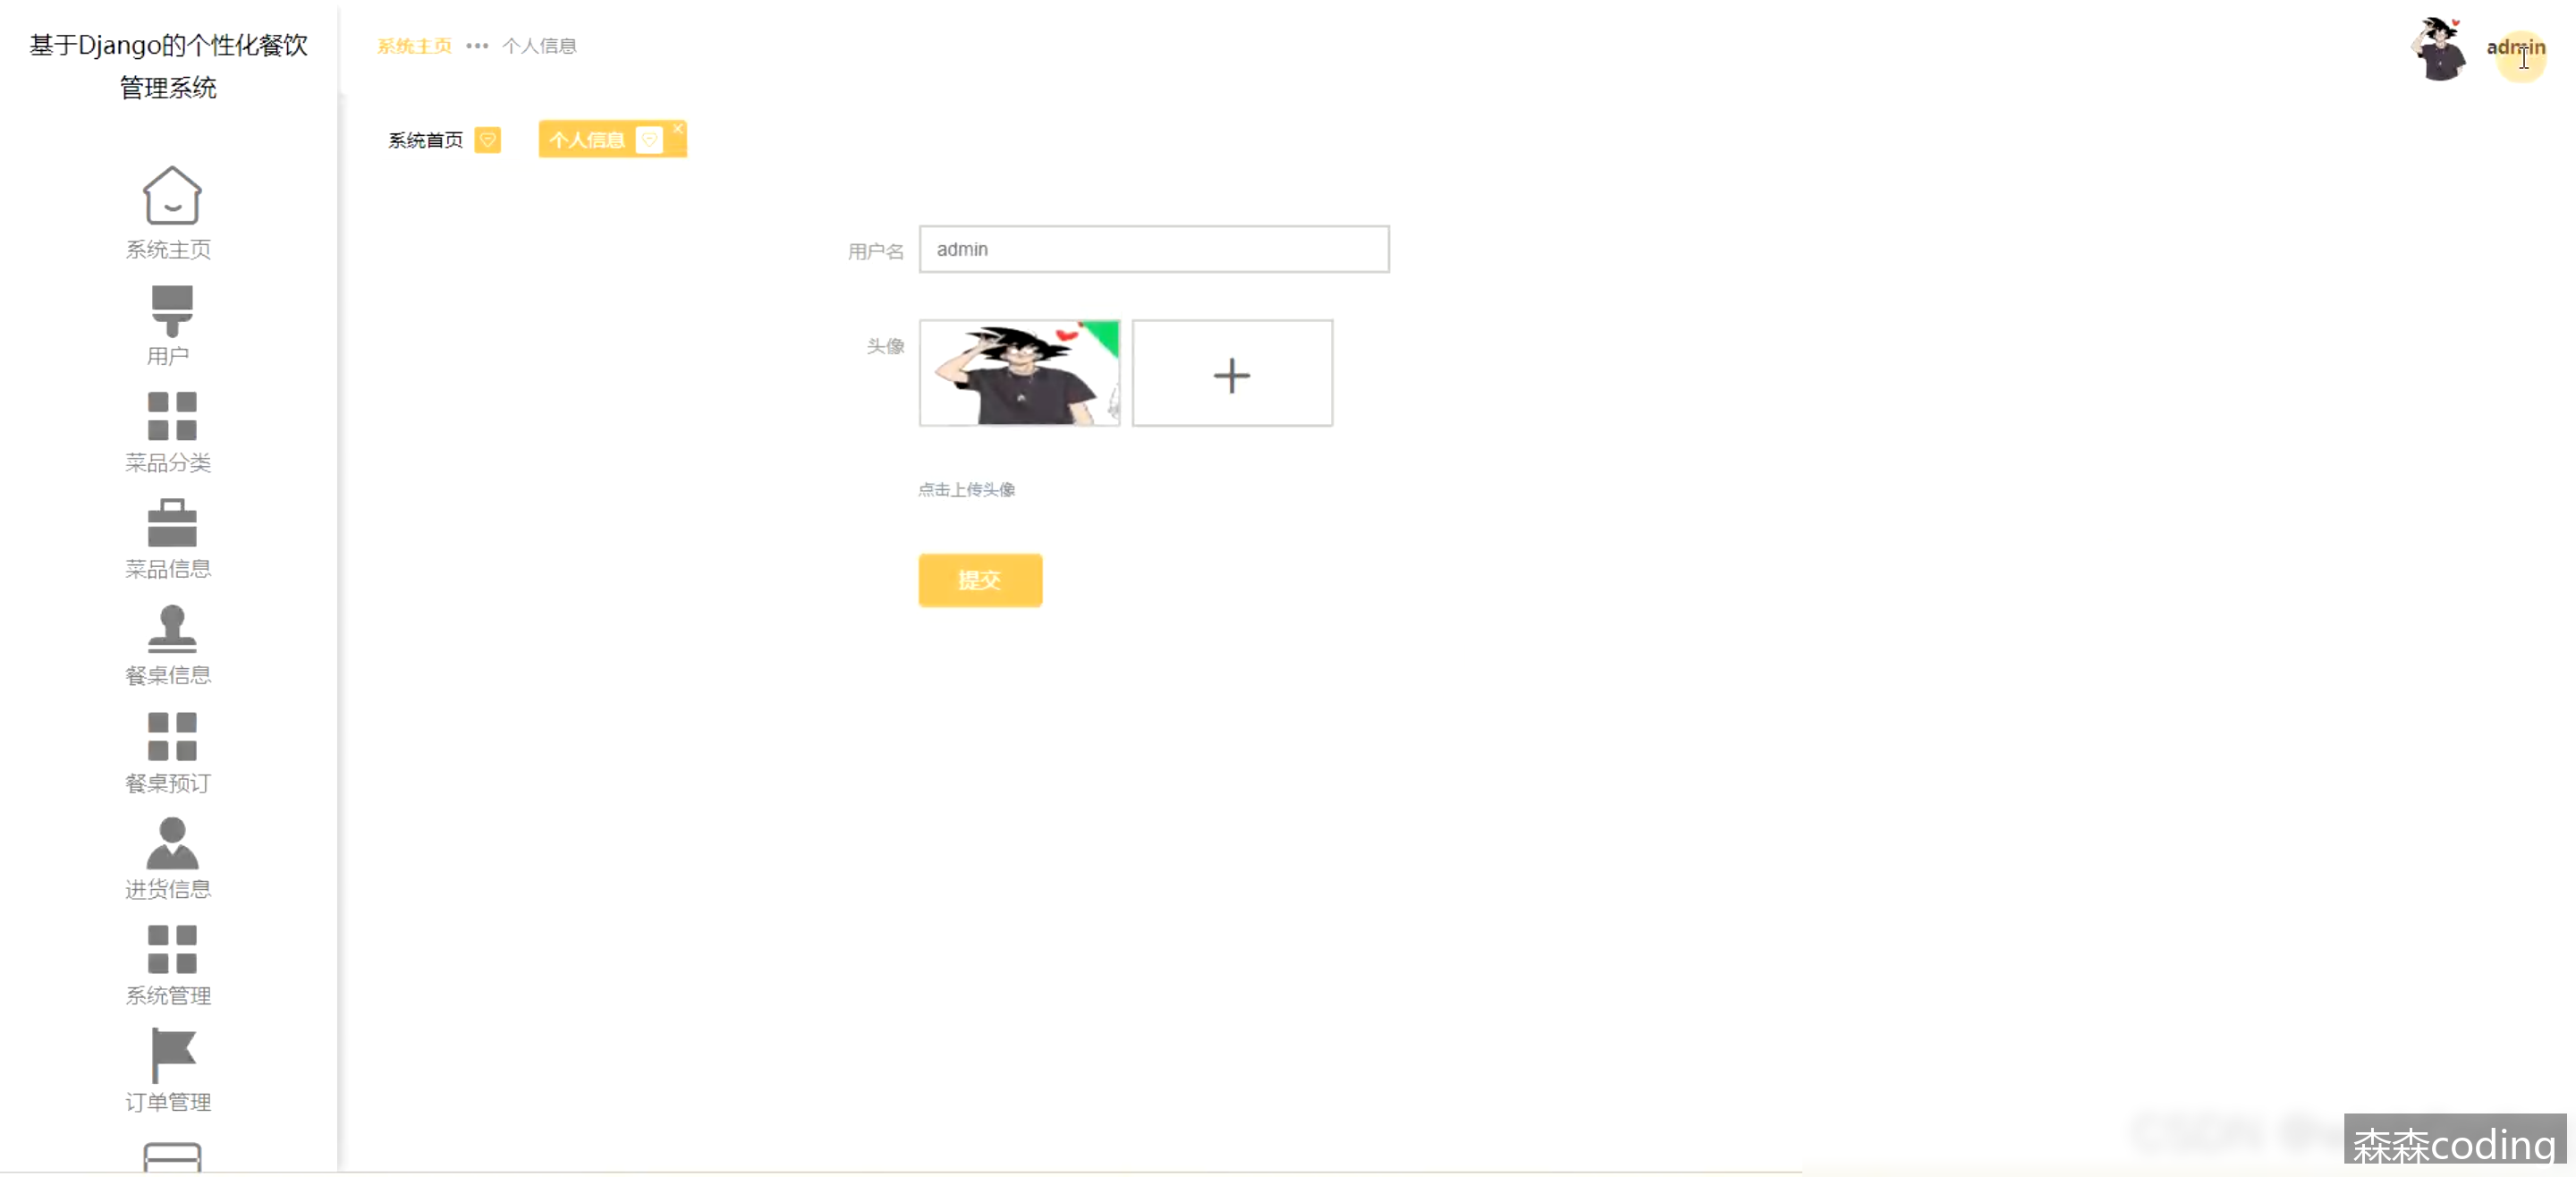 基于Django的个性化餐饮
管理系统
系统主页 ••• 个人信息
admin
系统首页
个人信息
系统主页
用户
菜品分类
菜品信息
餐桌信息
餐桌预订
进货信息
系统管理
订单管理
用户名
admin
头像
点击上传头像
提交
森森coding